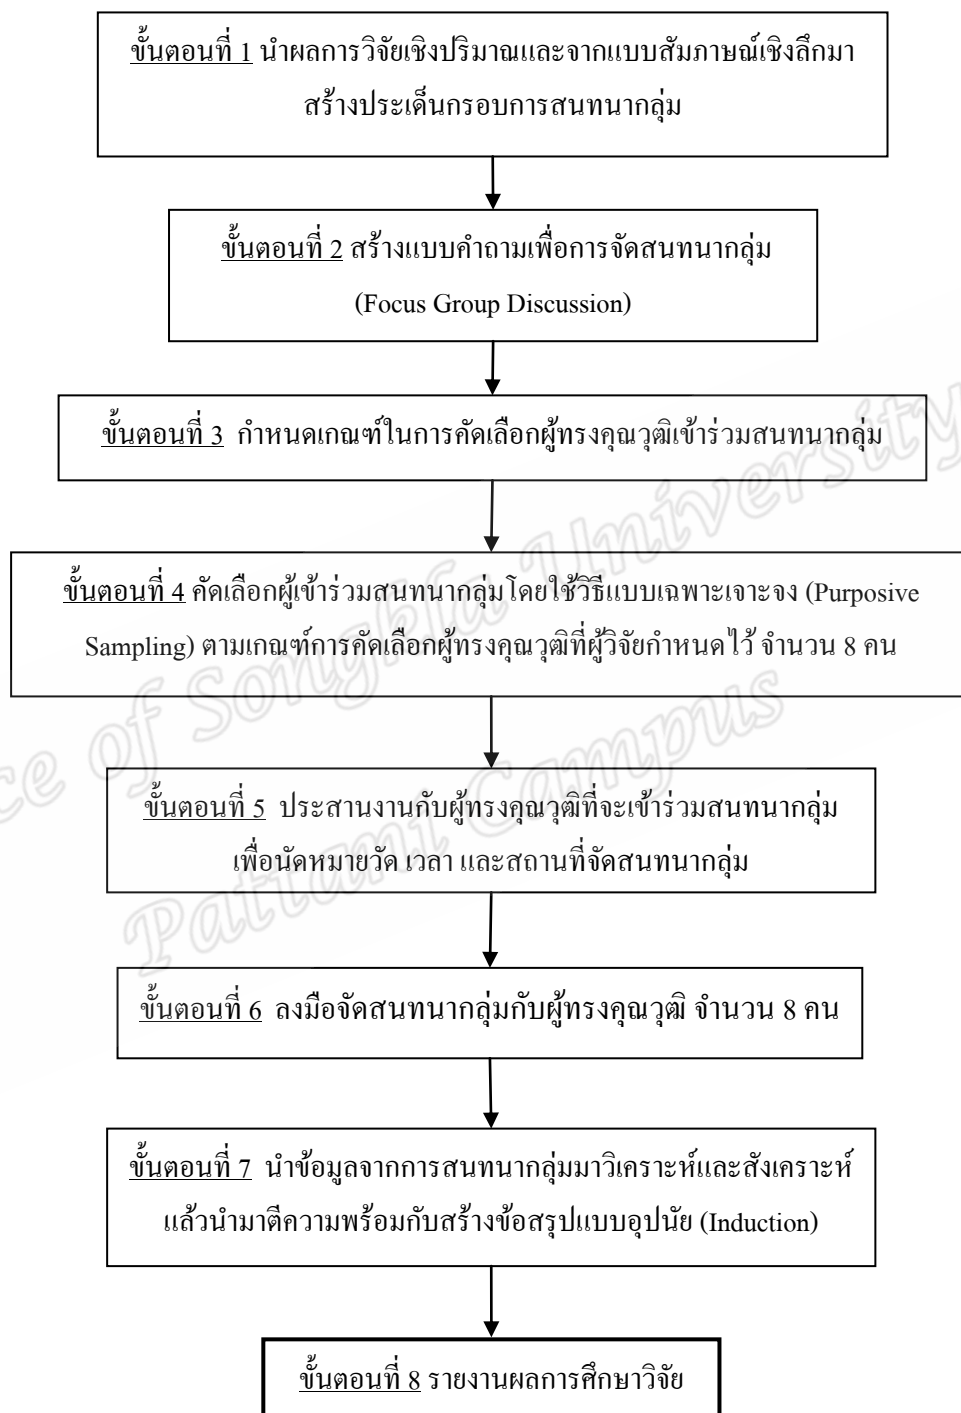 ขั้นตอนที่ 1 นำผลการวิจัยเชิงปริมาณและจากแบบสัมภาษณ์เชิงลึกมา
สร้างประเด็นกรอบการสนทนากลุ่ม
ขั้นตอนที่ 2 สร้างแบบคำถามเพื่อการจัดสนทนากลุ่ม
(Focus Group Discussion)
ขั้นตอนที่ 3 กำหนดเกณฑ์ในการคัดเลือกผู้ทรงคุณวุฒิเข้าร่วมสนทนากลุ่ม
ขั้นตอนที่ 4 คัดเลือกผู้เข้าร่วมสนทนากลุ่มโดยใช้วิธีแบบเฉพาะเจาะจง (Purposive
Sampling) ตามเกณฑ์การคัดเลือกผู้ทรงคุณวุฒิที่ผู้วิจัยกำหนดไว้ จำนวน 8 คน
ขั้นตอนที่ 5 ประสานงานกับผู้ทรงคุณวุฒิที่จะเข้าร่วมสนทนากลุ่ม
เพื่อนัดหมายวัด เวลา และสถานที่จัดสนทนากลุ่ม
ขั้นตอนที่ 6 ลงมือจัดสนทนากลุ่มกับผู้ทรงคุณวุฒิ จำนวน 8 คน
ขั้นตอนที่ 7 นำข้อมูลจากการสนทนากลุ่มมาวิเคราะห์และสังเคราะห์
แล้วนำมาตีความพร้อมกับสร้างข้อสรุปแบบอุปนัย (Induction)
ขั้นตอนที่ 8 รายงานผลการศึกษาวิจัย
ce of Songkla University
Pattani Campus